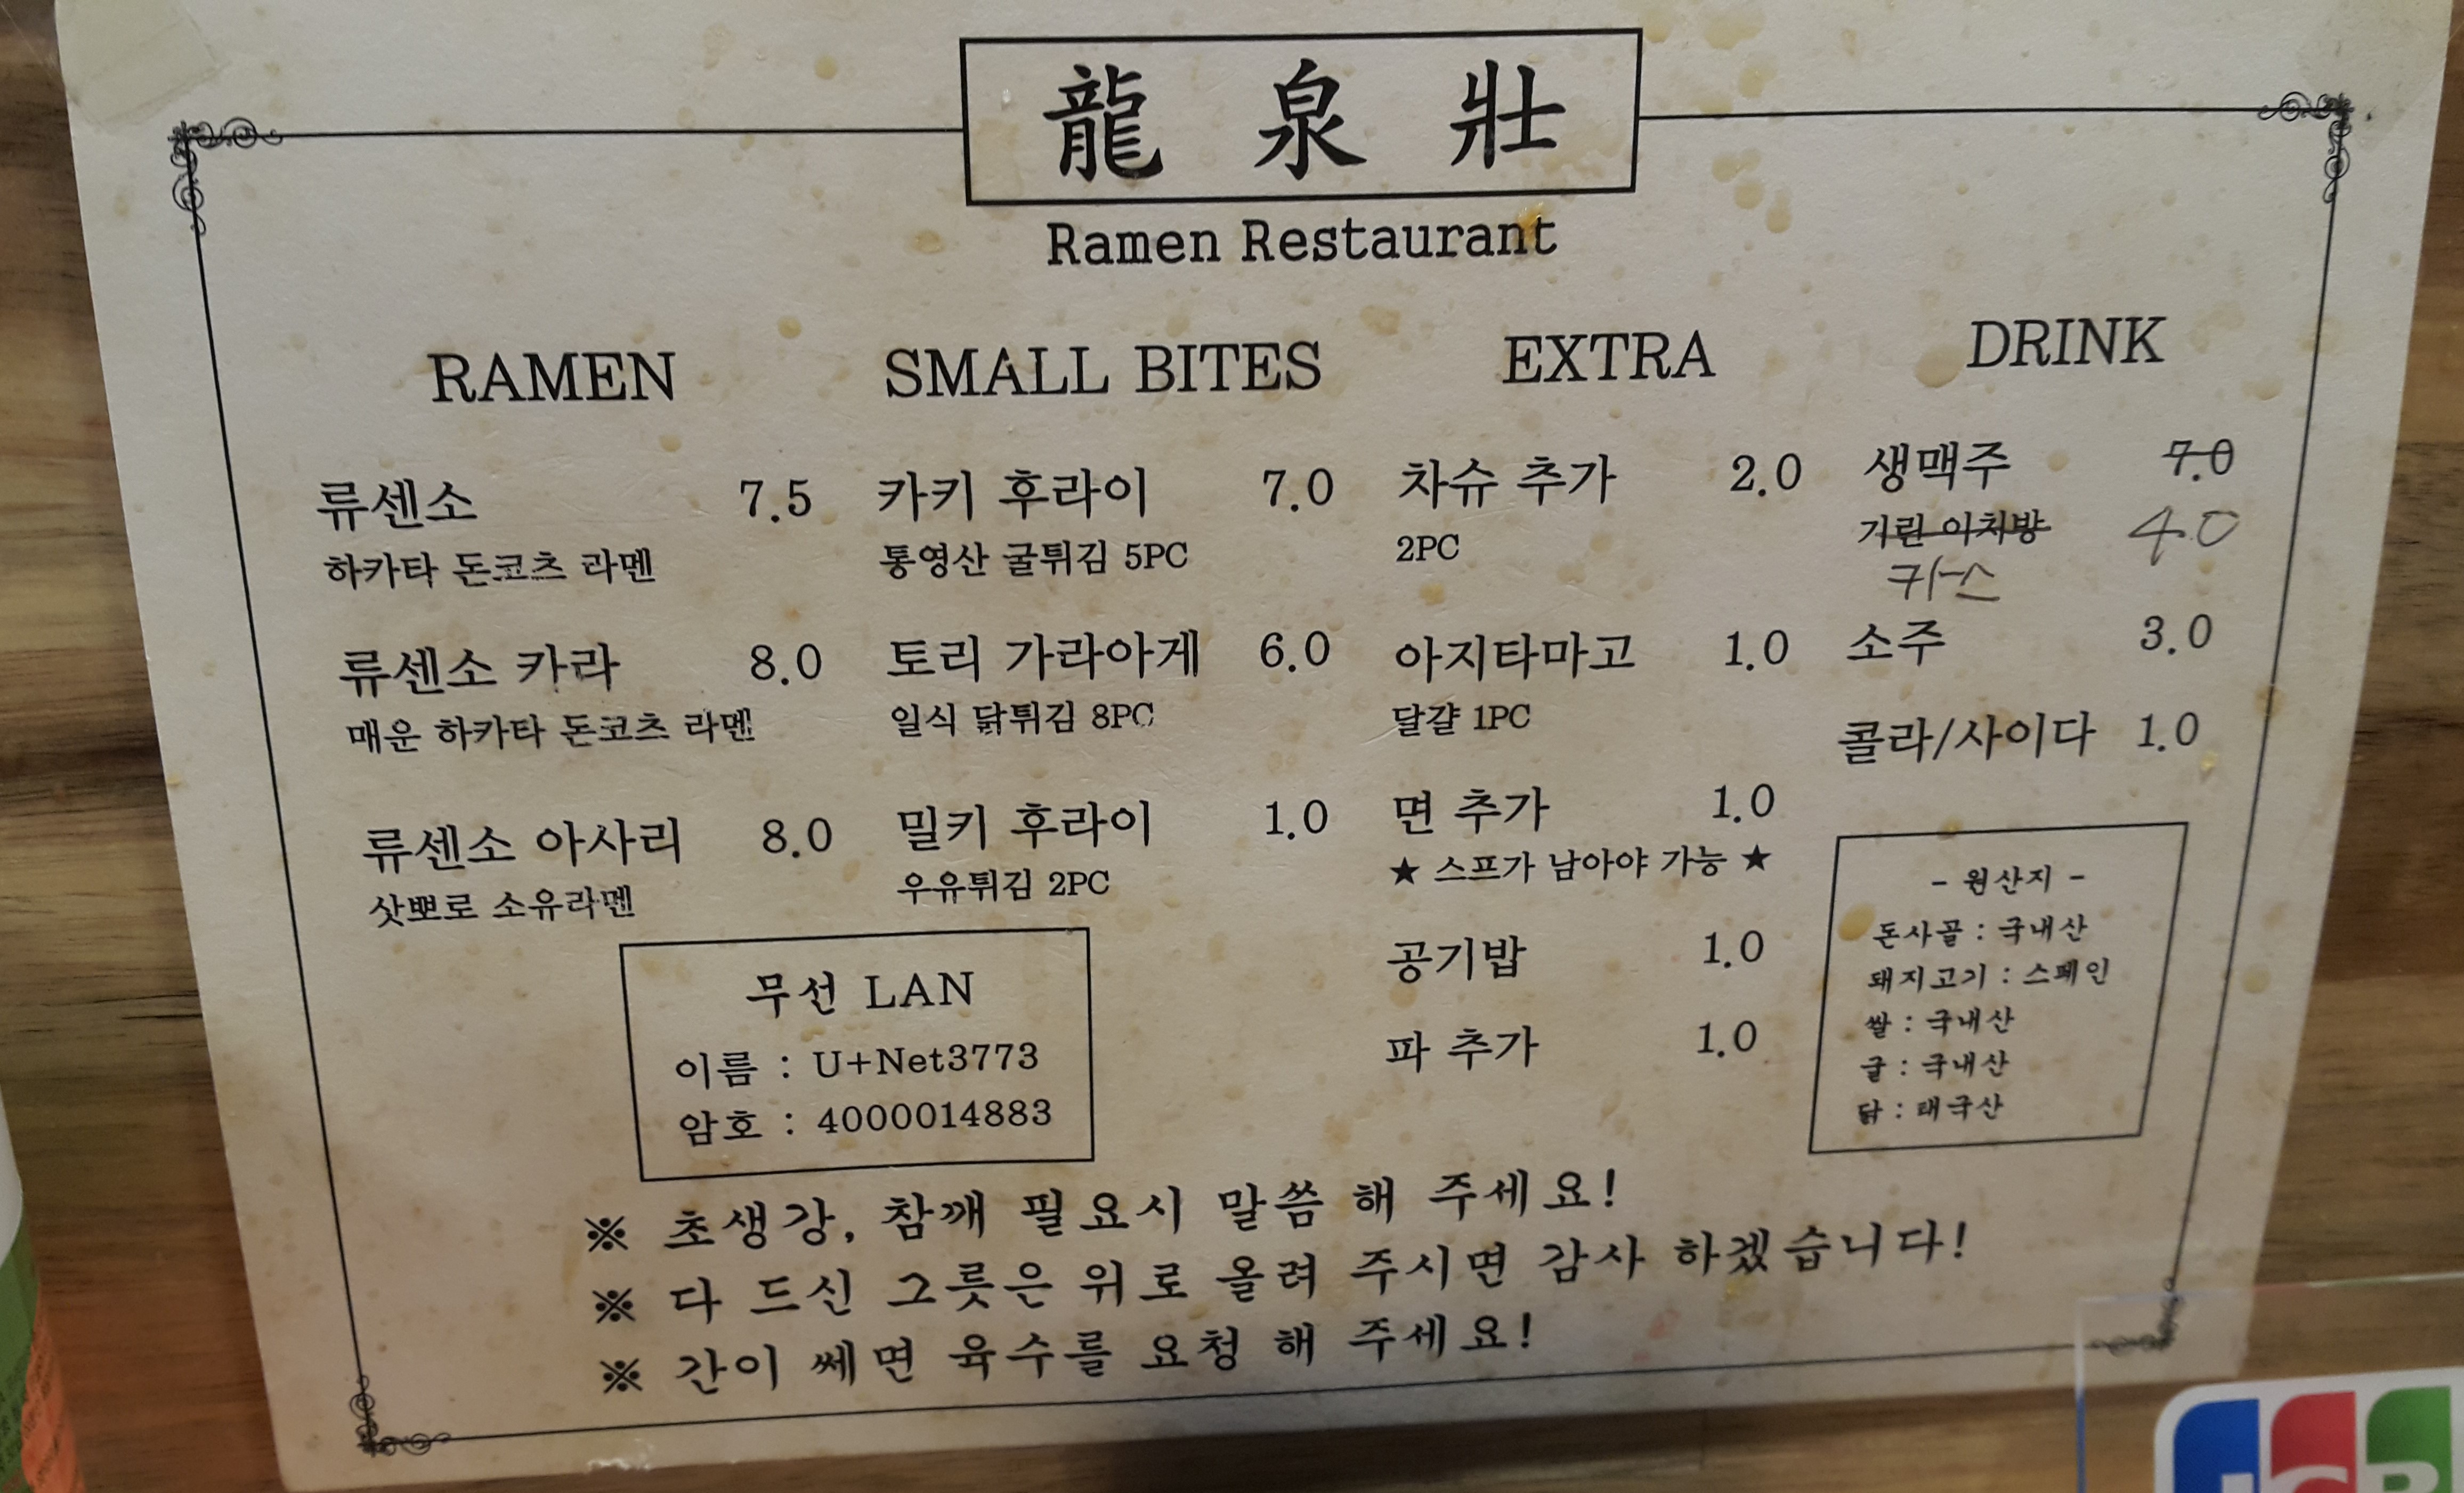 龍泉壯
Ramen Restaurant
RAMEN
류센소 7.5
하카타 돈코츠 라멘
류센소 카라 8.0
매운 하카타 돈코츠 라멘
류센소 아사리 8.0
삿뽀로 소유라멘
SMALL BITES
카키 후라이 7.0
통영산 굴튀김 5PC
토리 가라아게 6.0
일식 닭튀김 8PC
밀키 후라이 1.0
우유튀김 2PC
EXTRA
차슈 추가 2.0
2PC
아지타마고 1.0
달걀 1PC
면 추가 1.0
★ 스프가 남아야 가능 ★
공기밥 1.0
파 추가 1.0
DRINK
생맥주 7.0
기린 이치방 4.0
소주 3.0
콜라/사이다 1.0
- 원산지 -
돈사골 : 국내산
돼지고기 : 스페인
쌀 : 국내산
굴 : 국내산
닭 : 태국산
무선 LAN
이름 : U+Net3773
암호 : 4000014883
※ 초생강, 참깨 필요시 말씀 해 주세요!
※ 다 드신 그릇은 위로 올려 주시면 감사 하겠습니다!
※ 간이 쎄면 육수를 요청 해 주세요!
JCB